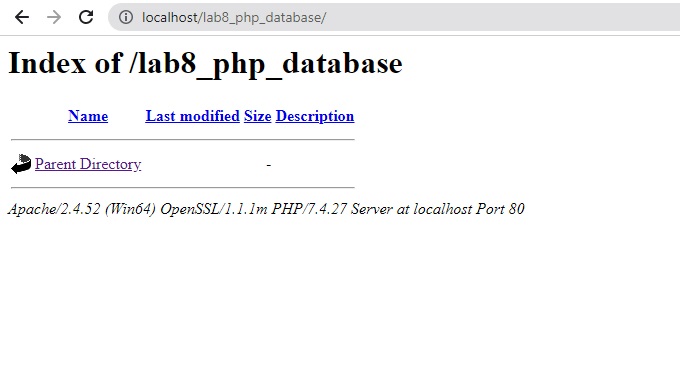 localhost/lab8_php_database/
Index of /lab8_php_database
Name Last modified Size Description
Parent Directory -
Apache/2.4.52 (Win64) OpenSSL/1.1.1m PHP/7.4.27 Server at localhost Port 80